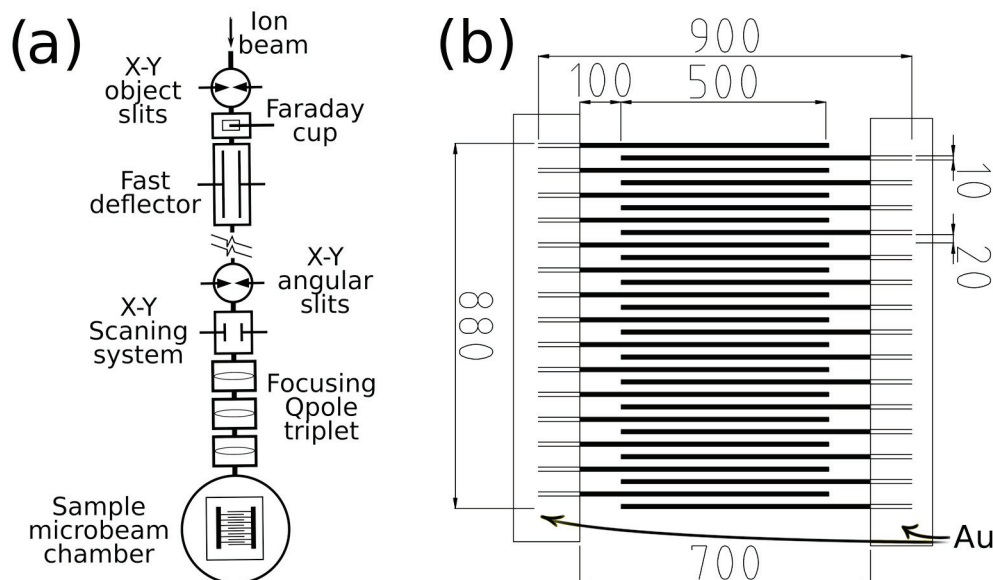 (a)
Ion
beam
X-Y
object
slits
Faraday
cup
Fast
deflector
X-Y
angular
slits
X-Y
Scaning
system
Focusing
Qpole
triplet
Sample
microbeam
chamber
(b)
900
100
500
10
20
880
Au
700